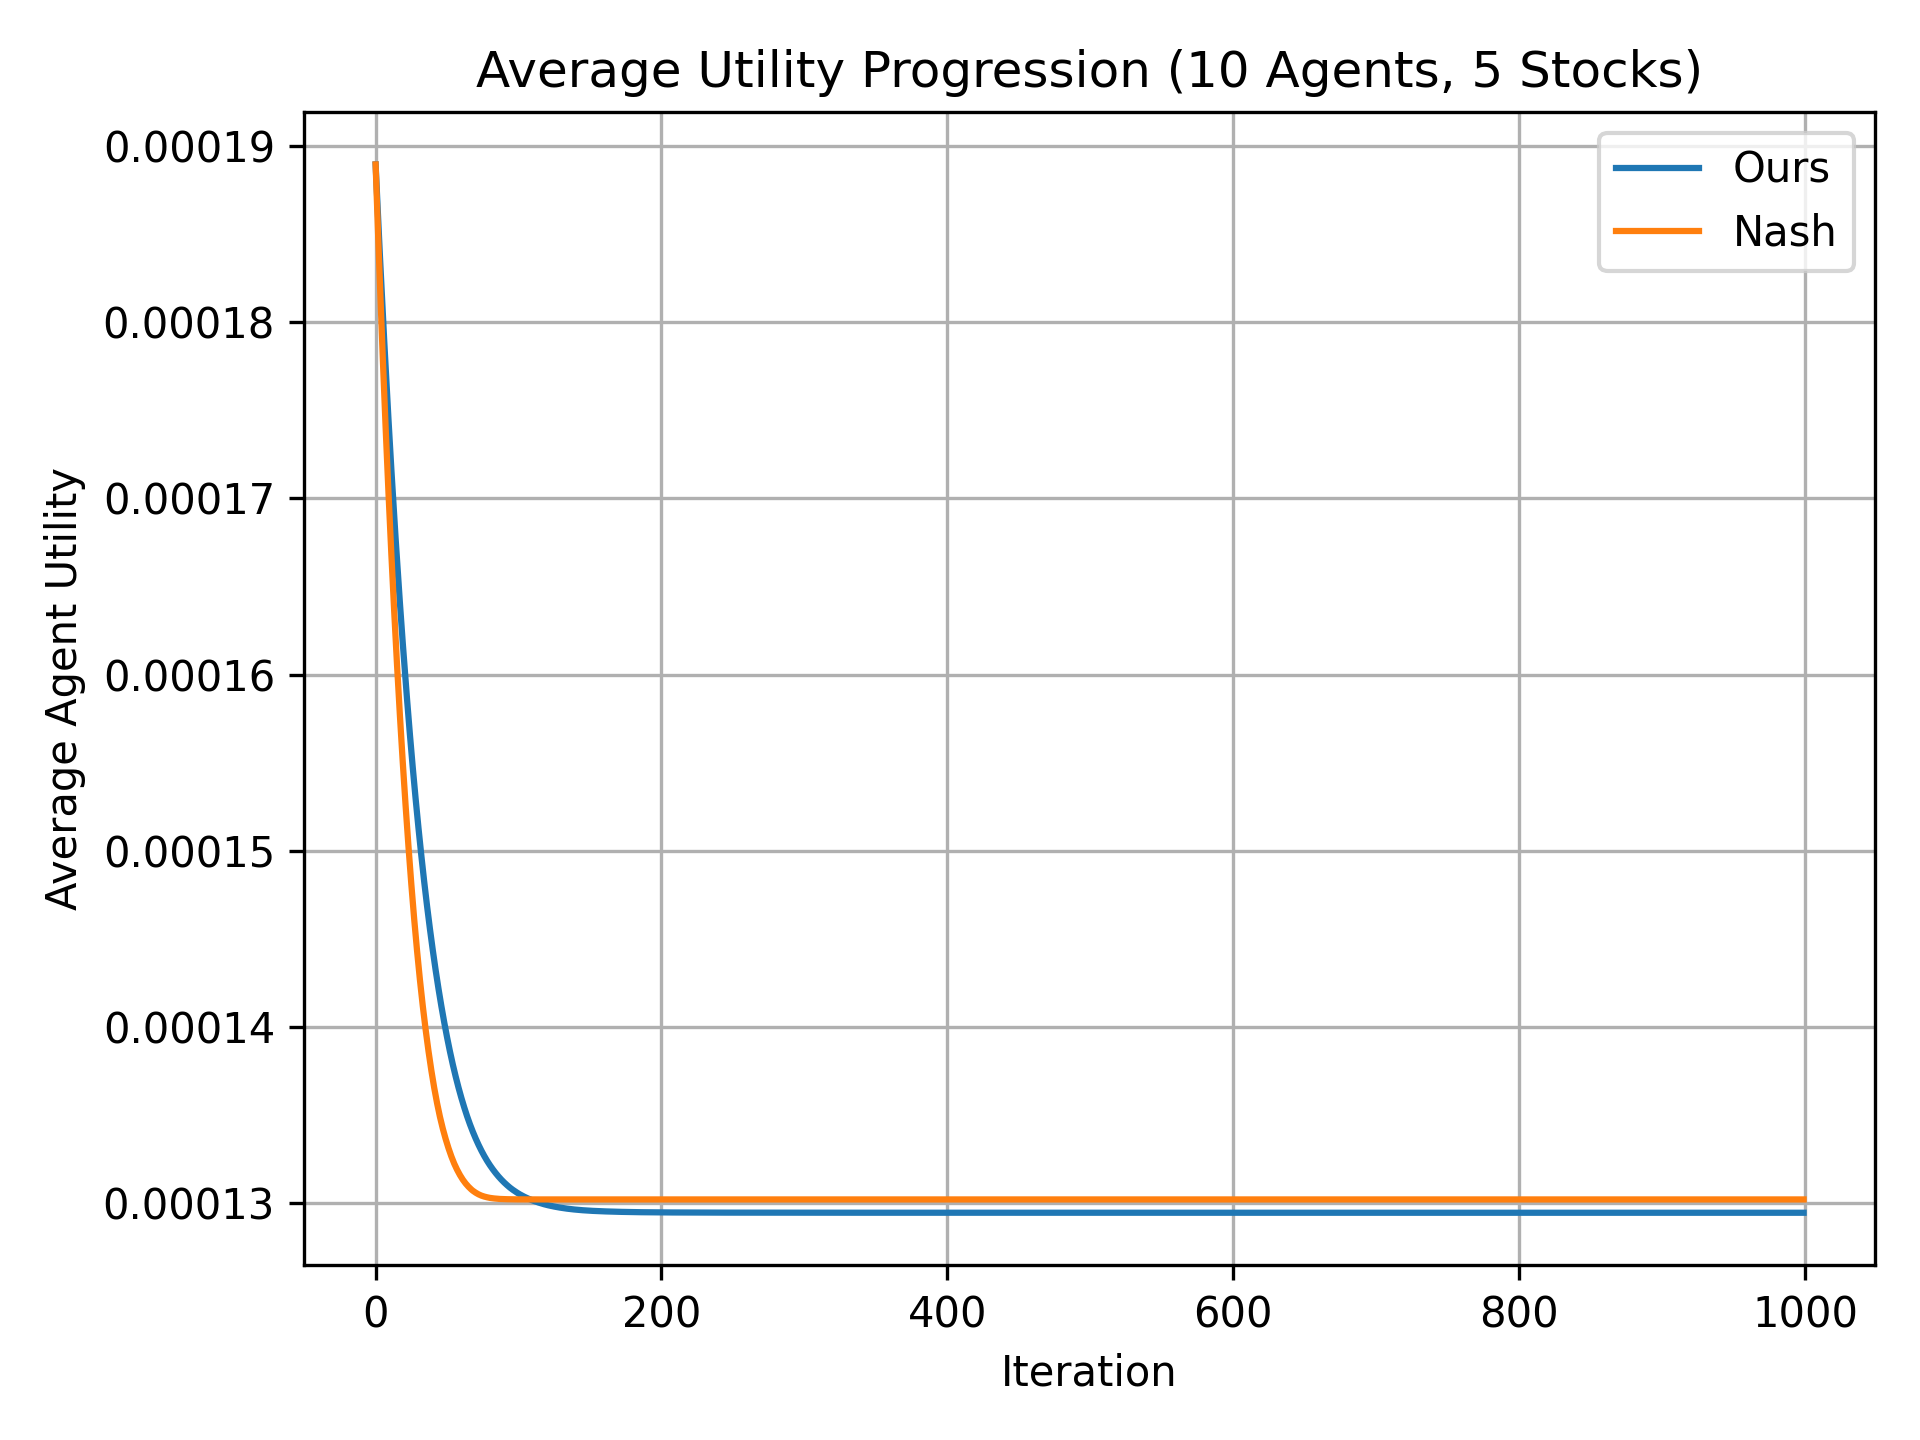 Average Utility Progression (10 Agents, 5 Stocks)
Ours
Nash
Average Agent Utility
0.00019
0.00018
0.00017
0.00016
0.00015
0.00014
0.00013
0 200 400 600 800 1000
Iteration